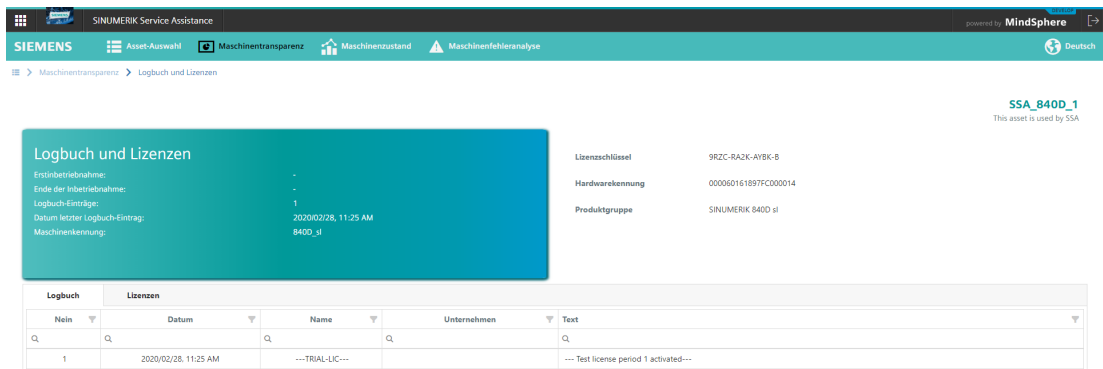 SIEMENS SINUMERIK Service Assistance DEVELOP powered by MindSphere
SIEMENS Asset-Auswahl Maschinentransparenz Maschinenzustand Maschinenfehleranalyse Deutsch
Maschinentransparenz Logbuch und Lizenzen
SSA_840D_1
This asset is used by SSA
Logbuch und Lizenzen
Erstinbetriebnahme: -
Ende der Inbetriebnahme: -
Logbuch-Einträge: 1
Datum letzter Logbuch-Eintrag: 2020/02/28, 11:25 AM
Maschinenkennung: 840D_sl
Lizenzschlüssel 9RZC-RA2K-AYBK-B
Hardwarekennung 000060161897FC000014
Produktgruppe SINUMERIK 840D sl
Logbuch Lizenzen
Nein Datum Name Unternehmen Text
1 2020/02/28, 11:25 AM ---TRIAL-LIC--- --- Test license period 1 activated---